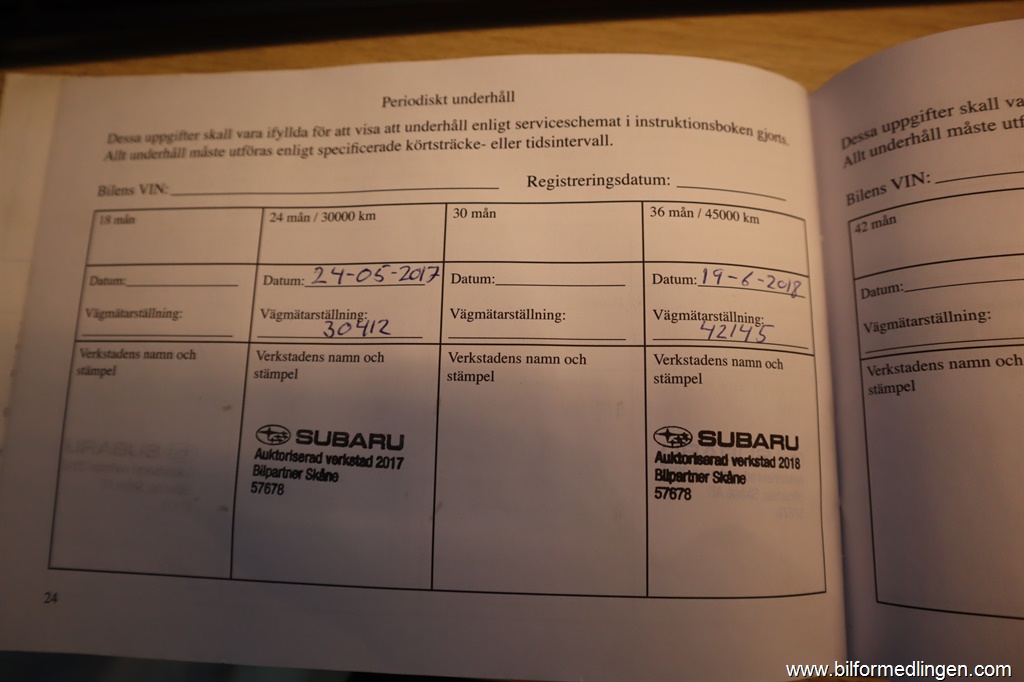 Periodiskt underhåll
Dessa uppgifter skall vara ifyllda för att visa att underhåll enligt serviceschemat i instruktionsboken gjorts.
Allt underhåll måste utföras enligt specificerade körtsträcke- eller tidsintervall.
Bilens VIN: Registreringsdatum:
18 mån
Datum:
Vägmätarställning:
Verkstadens namn och
stämpel
24 mån / 30000 km
Datum: 24-05-2017
Vägmätarställning:
30412
Verkstadens namn och
stämpel
SUBARU
Auktoriserad verkstad 2017
Bilpartner Skåne
57678
30 mån
Datum:
Vägmätarställning:
Verkstadens namn och
stämpel
36 mån / 45000 km
Datum: 19-6-2018
Vägmätarställning:
42145
Verkstadens namn och
stämpel
SUBARU
Auktoriserad verkstad 2018
Bilpartner Skåne
57678
24
Dessa uppgifter skall va
Allt underhåll måste utf
Bilens VIN:
42 mån
Datum:
Vägmätarställning:
Verkstadens namn och
stämpel
www.bilformedlingen.com